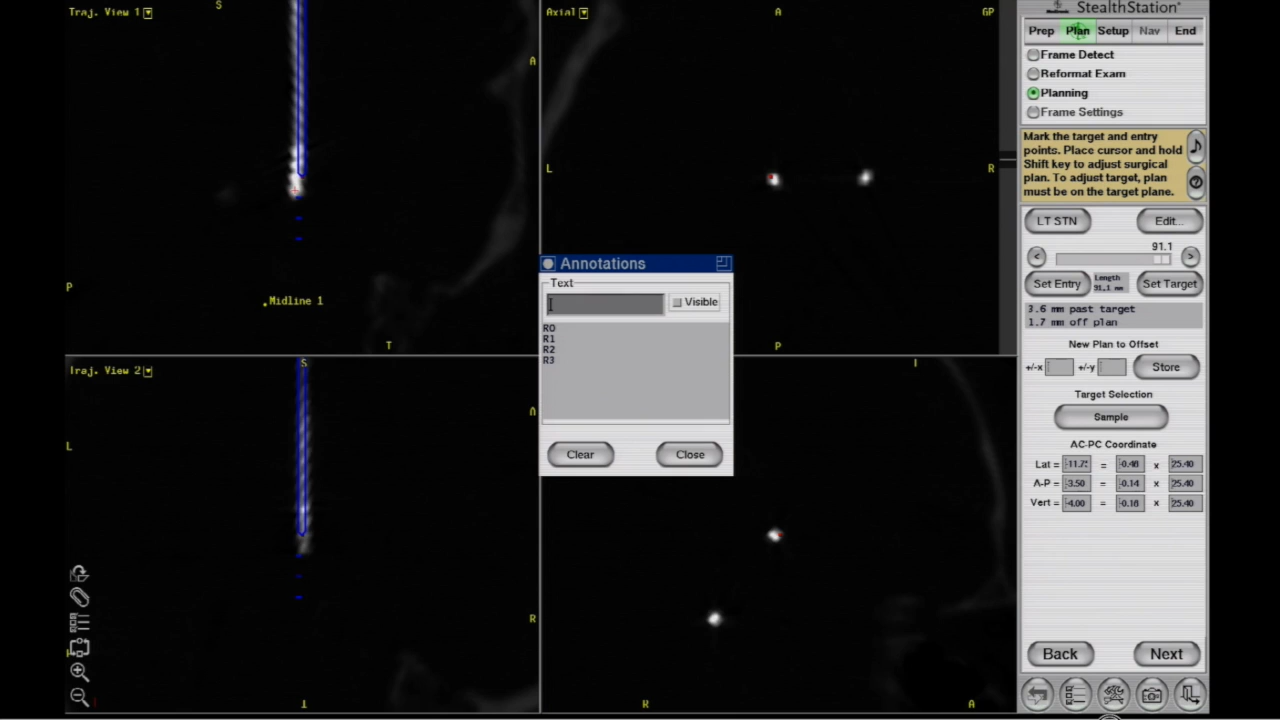 Traj. View 1
S
A
P
Midline 1
T
Axial
A
GP
L
R
P
Annotations
Text
Visible
R0
R1
R2
R3
Clear
Close
Traj. View 2
S
A
L
R
I
R
A
StealthStation
Prep Plan Setup Nav End
Frame Detect
Reformat Exam
Planning
Frame Settings
Mark the target and entry
points. Place cursor and hold
Shift key to adjust surgical
plan. To adjust target, plan
must be on the target plane.
LT STN
Edit...
91.1
< >
Set Entry
Length
91.1 mm
Set Target
3.6 mm past target
1.7 mm off plan
New Plan to Offset
+/-x +/-y Store
Target Selection
Sample
AC-PC Coordinate
Lat = = x 25.40
A-P = -3.50 = -0.14 x 25.40
Vert = -4.00 = -0.16 x 25.40
Back Next